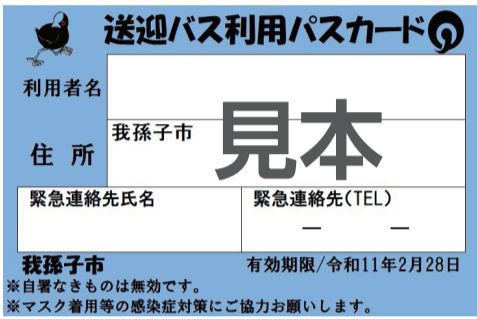 送迎バス利用パスカード
利用者名
見本
住所
我孫子市
緊急連絡先氏名
緊急連絡先(TEL)
― ―
我孫子市
有効期限/令和11年2月28日
※自署なきものは無効です。
※マスク着用等の感染症対策にご協力お願いします。